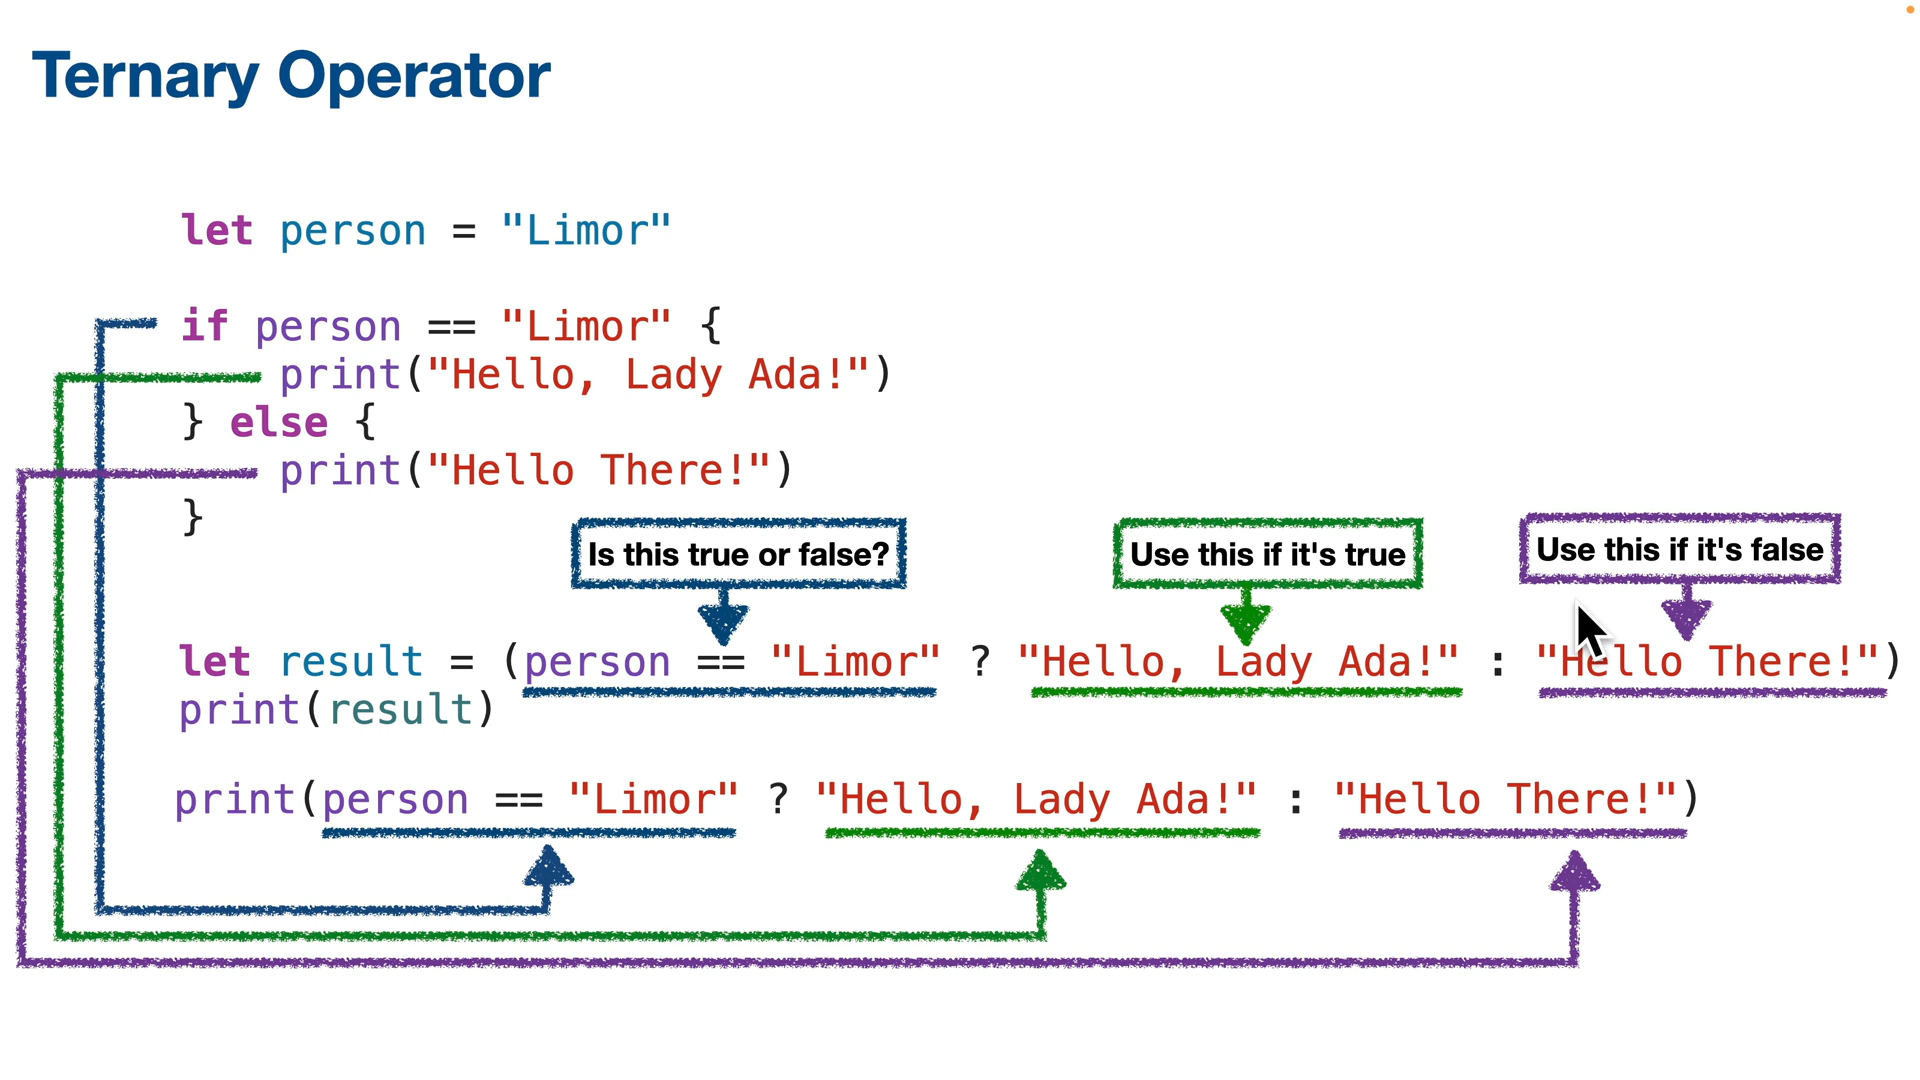 Ternary Operator
let person = "Limor"
if person == "Limor" {
print("Hello, Lady Ada!")
} else {
print("Hello There!")
}
Is this true or false?
Use this if it's true
Use this if it's false
let result = (person == "Limor" ? "Hello, Lady Ada!" : "Hello There!")
print(result)
print(person == "Limor" ? "Hello, Lady Ada!" : "Hello There!")